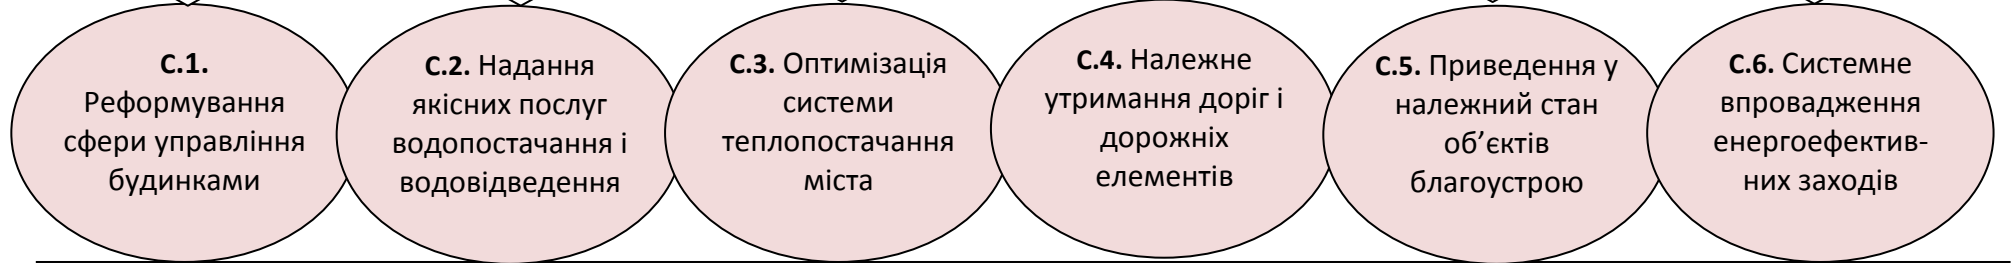 С.1.
Реформування
сфери управління
будинками
С.2. Надання
якісних послуг
водопостачання і
водовідведення
С.3. Оптимізація
системи
теплопостачання
міста
С.4. Належне
утримання доріг і
дорожніх
елементів
С.5. Приведення у
належний стан
об’єктів
благоустрою
С.6. Системне
впровадження
енергоефектив-
них заходів